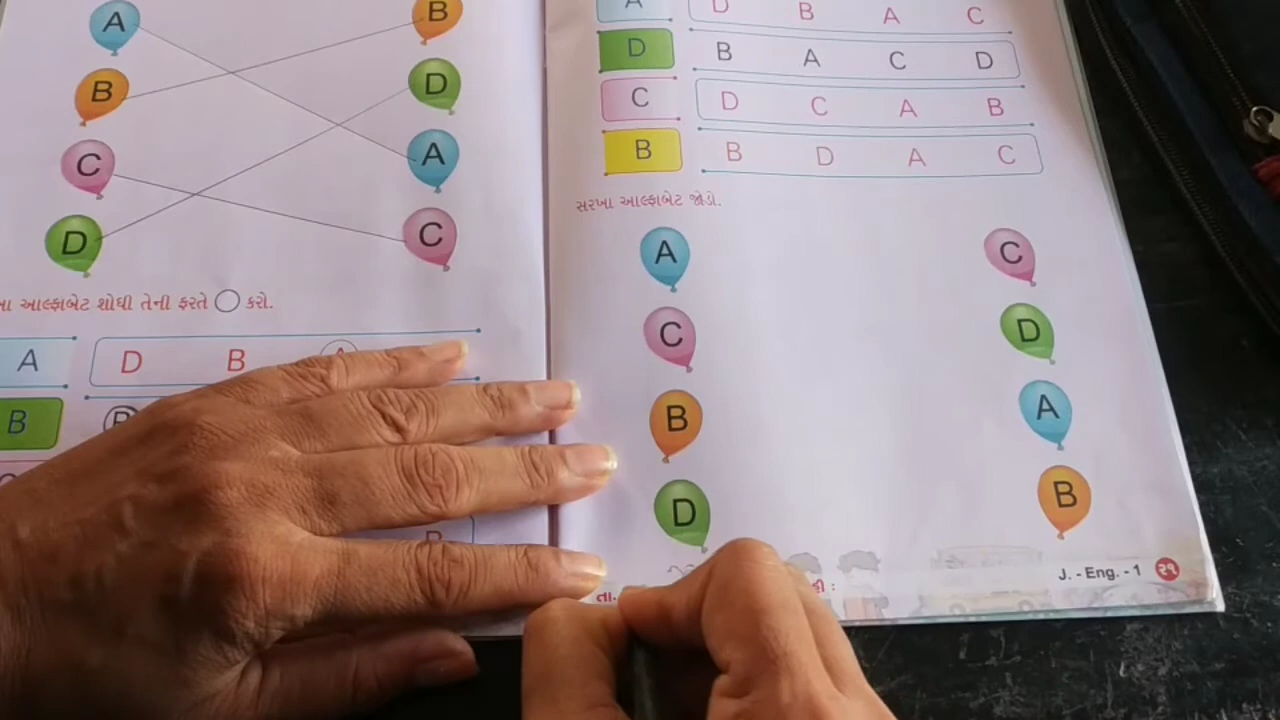 A B
B D
C A
D C
આલ્ફાબેટ શોધી તેની ફરતે ◯ કરો.
A D B A
B B
A D B A C
D B A C D
C D C A B
B B D A C
સરખા આલ્ફાબેટ જોડો.
A C
C D
B A
D B
તા.
J. - Eng. - 1 ૨૧